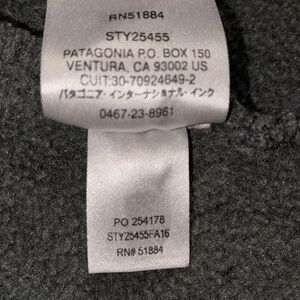 RN51884
STY25455
PATAGONIA P.O. BOX 150
VENTURA, CA 93002 US
CUIT:30-70924649-2
パタゴニア・インターナショナル・インク
0467-23-8961
PO 254178
STY25455FA16
RN# 51884